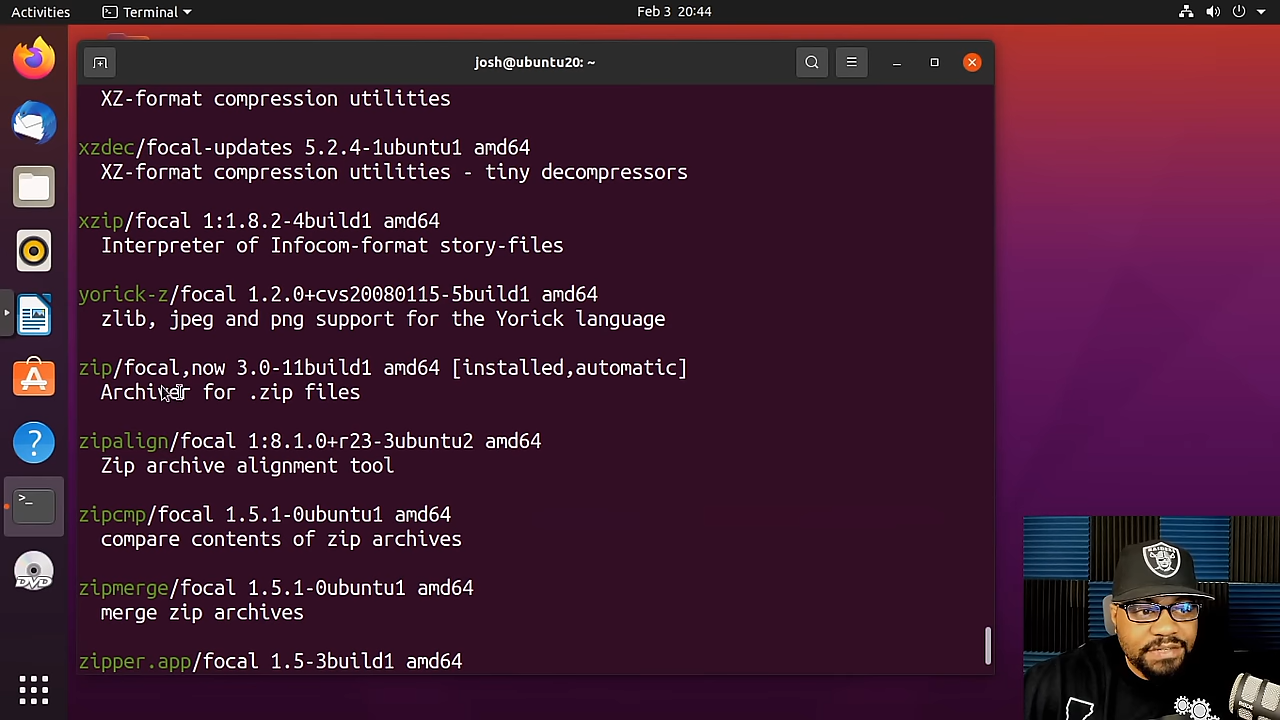 Activities
Terminal
Feb 3 20:44
josh@ubuntu20: ~
XZ-format compression utilities
xzdec/focal-updates 5.2.4-1ubuntu1 amd64
XZ-format compression utilities - tiny decompressors
xzip/focal 1:1.8.2-4build1 amd64
Interpreter of Infocom-format story-files
yorick-z/focal 1.2.0+cvs20080115-5build1 amd64
zlib, jpeg and png support for the Yorick language
zip/focal,now 3.0-11build1 amd64 [installed,automatic]
Archiver for .zip files
zipalign/focal 1:8.1.0+r23-3ubuntu2 amd64
Zip archive alignment tool
zipcmp/focal 1.5.1-0ubuntu1 amd64
compare contents of zip archives
zipmerge/focal 1.5.1-0ubuntu1 amd64
merge zip archives
zipper.app/focal 1.5-3build1 amd64
>_
?
DVD
RAIDERS